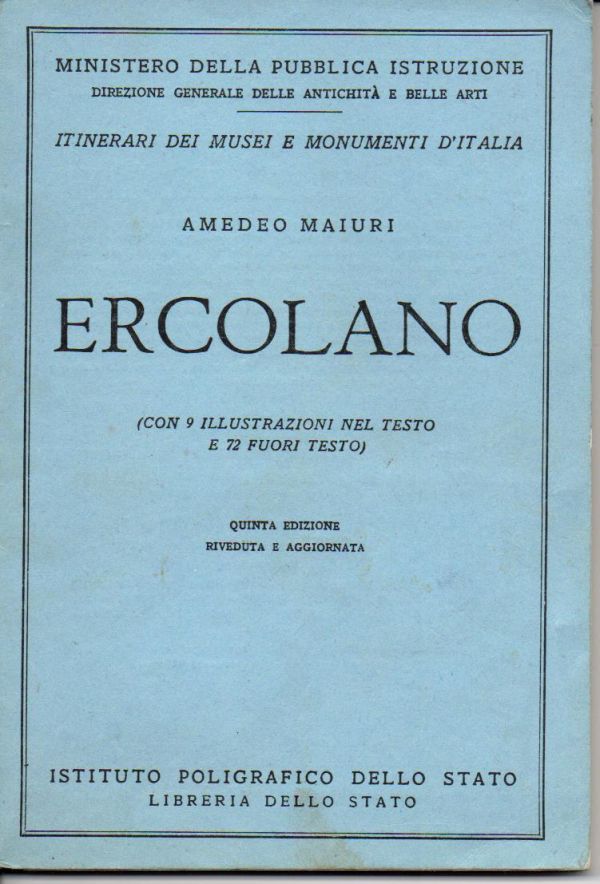 MINISTERO DELLA PUBBLICA ISTRUZIONE
DIREZIONE GENERALE DELLE ANTICHITÀ E BELLE ARTI
ITINERARI DEI MUSEI E MONUMENTI D'ITALIA
AMEDEO MAIURI
ERCOLANO
(CON 9 ILLUSTRAZIONI NEL TESTO
E 72 FUORI TESTO)
QUINTA EDIZIONE
RIVEDUTA E AGGIORNATA
ISTITUTO POLIGRAFICO DELLO STATO
LIBRERIA DELLO STATO